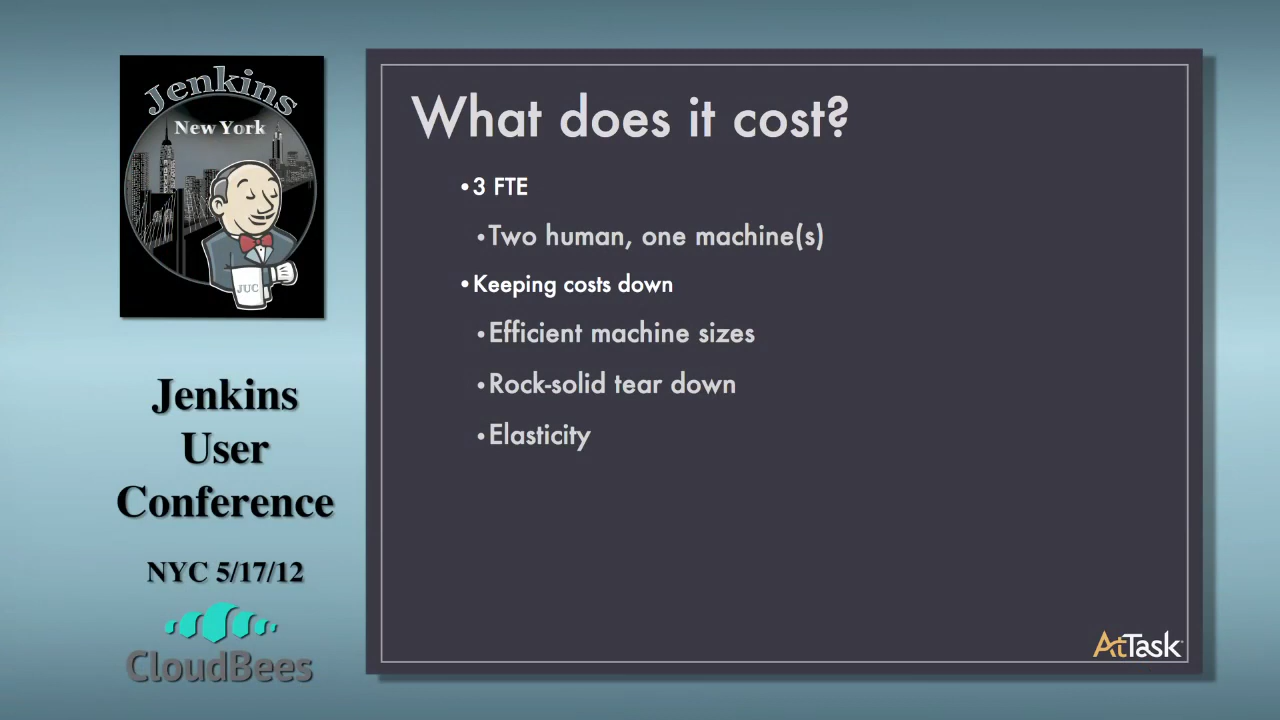 Jenkins
New York
JUC
Jenkins
User
Conference
NYC 5/17/12
CloudBees
What does it cost?
•3 FTE
•Two human, one machine(s)
•Keeping costs down
•Efficient machine sizes
•Rock-solid tear down
•Elasticity
AtTask